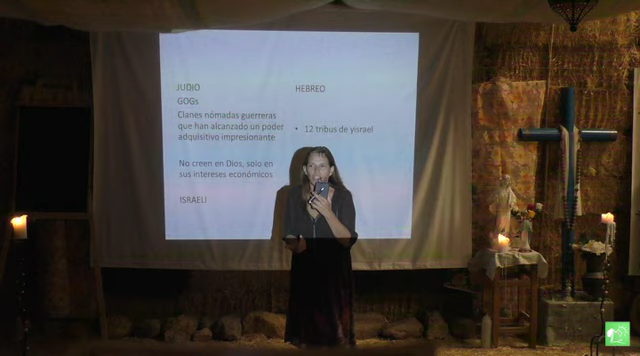 JUDIO
GOGs
Clanes nómadas guerreras
que han alcanzado un poder
adquisitivo impresionante
No creen en Dios, solo en
sus intereses económicos
ISRAELI
HEBREO
• 12 tribus de yisrael